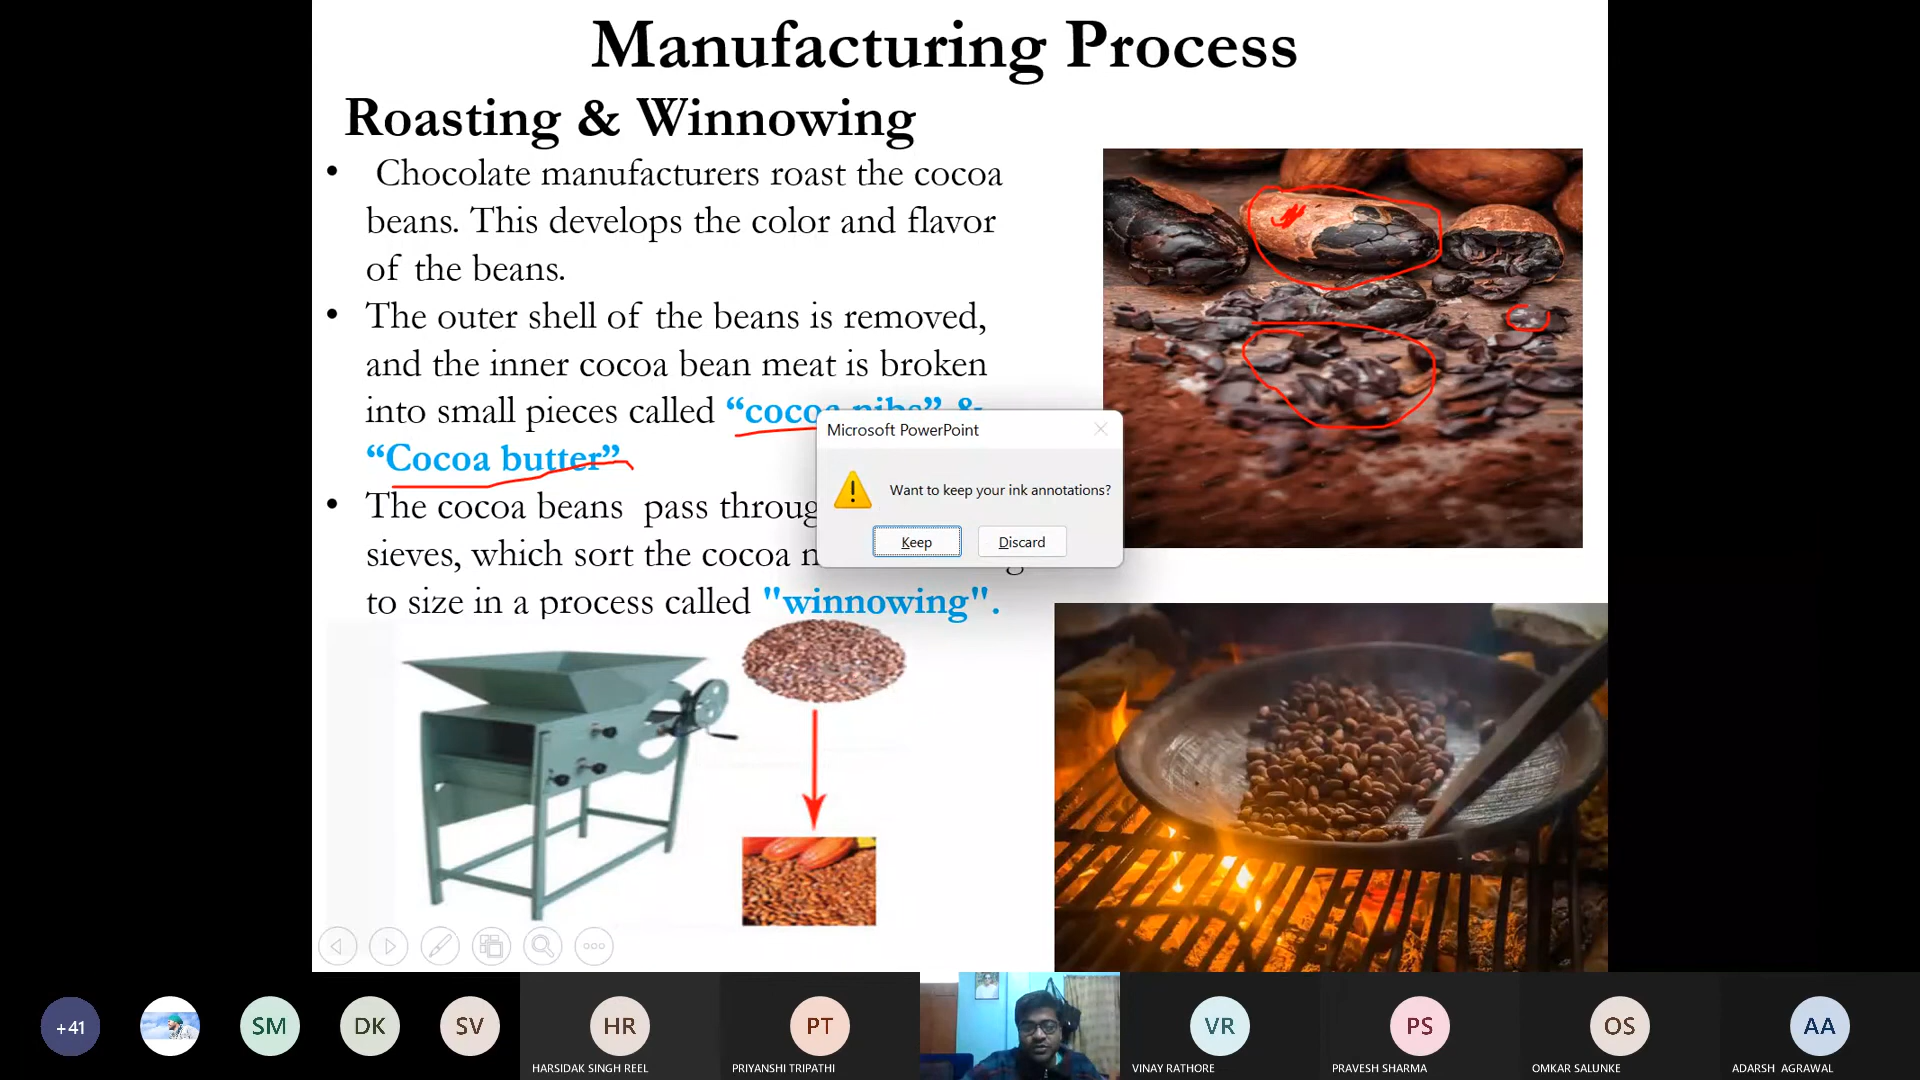 Manufacturing Process
Roasting & Winnowing
• Chocolate manufacturers roast the cocoa
beans. This develops the color and flavor
of the beans.
• The outer shell of the beans is removed,
and the inner cocoa bean meat is broken
into small pieces called “cocoa nibs” &
“Cocoa butter”
• The cocoa beans pass
sieves, which sort the cocoa
to size in a process called "winnowing".
Microsoft PowerPoint
Want to keep your ink annotations?
Keep
Discard
+41
SM
DK
SV
HR
PT
VR
PS
OS
AA
HARSIDAK SINGH REEL
PRIYANSHI TRIPATHI
VINAY RATHORE
PRAVESH SHARMA
OMKAR SALUNKE
ADARSH AGRAWAL